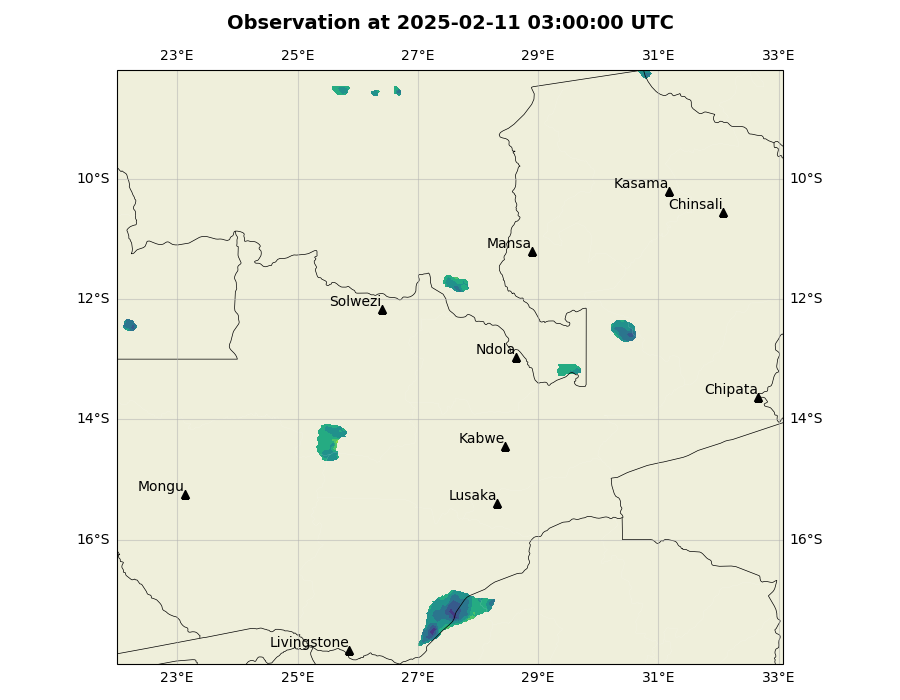 Observation at 2025-02-11 03:00:00 UTC
23°E 25°E 27°E 29°E 31°E 33°E
10°S 10°S
Kasama
Chinsali
Mansa
12°S 12°S
Solwezi
Ndola
Chipata
14°S 14°S
Kabwe
Mongu
Lusaka
16°S 16°S
Livingstone
23°E 25°E 27°E 29°E 31°E 33°E